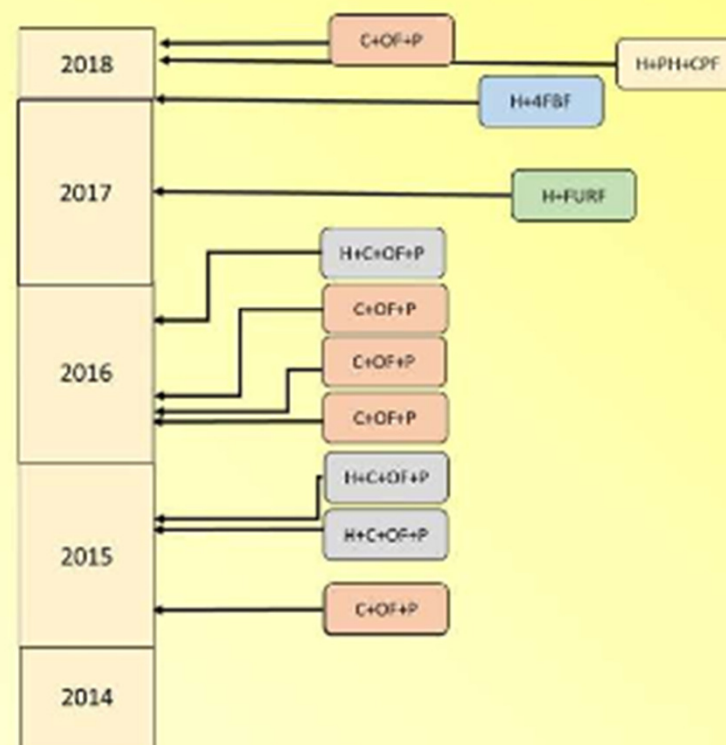 C+OF+P
2018
H+PH+CPF
H+4FBF
2017
H+FURF
H+C+OF+P
C+OF+P
2016
C+OF+P
C+OF+P
H+C+OF+P
H+C+OF+P
2015
C+OF+P
2014